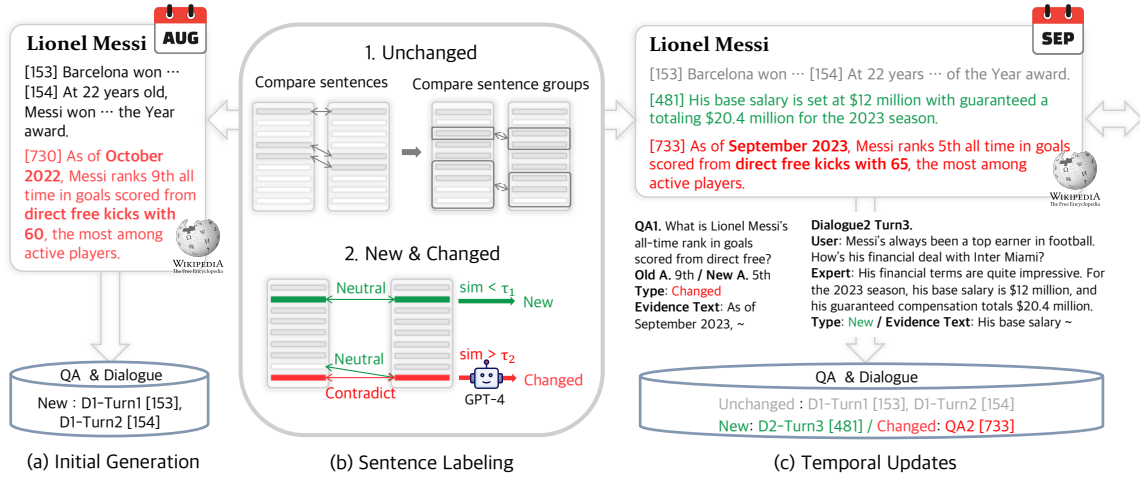 Lionel Messi
AUG
[153] Barcelona won ···
[154] At 22 years old,
Messi won ··· the Year
award.
[730] As of October
2022, Messi ranks 9th all
time in goals scored from
direct free kicks with
60, the most among
active players.
WIKIPEDIA
The Free Encyclopedia
QA & Dialogue
New : D1-Turn1 [153],
D1-Turn2 [154]
(a) Initial Generation
1. Unchanged
Compare sentences
Compare sentence groups
2. New & Changed
Neutral
sim < τ1
New
Neutral
sim > τ2
Contradict
GPT-4
Changed
(b) Sentence Labeling
Lionel Messi
SEP
[153] Barcelona won ··· [154] At 22 years ··· of the Year award.
[481] His base salary is set at $12 million with guaranteed a
totaling $20.4 million for the 2023 season.
[733] As of September 2023, Messi ranks 5th all time in goals
scored from direct free kicks with 65, the most among
active players.
WIKIPEDIA
The Free Encyclopedia
QA1. What is Lionel Messi's
all-time rank in goals
scored from direct free?
Old A. 9th / New A. 5th
Type: Changed
Evidence Text: As of
September 2023, ~
Dialogue2 Turn3.
User: Messi's always been a top earner in football.
How's his financial deal with Inter Miami?
Expert: His financial terms are quite impressive. For
the 2023 season, his base salary is $12 million, and
his guaranteed compensation totals $20.4 million.
Type: New / Evidence Text: His base salary ~
QA & Dialogue
Unchanged : D1-Turn1 [153], D1-Turn2 [154]
New: D2-Turn3 [481] / Changed: QA2 [733]
(c) Temporal Updates